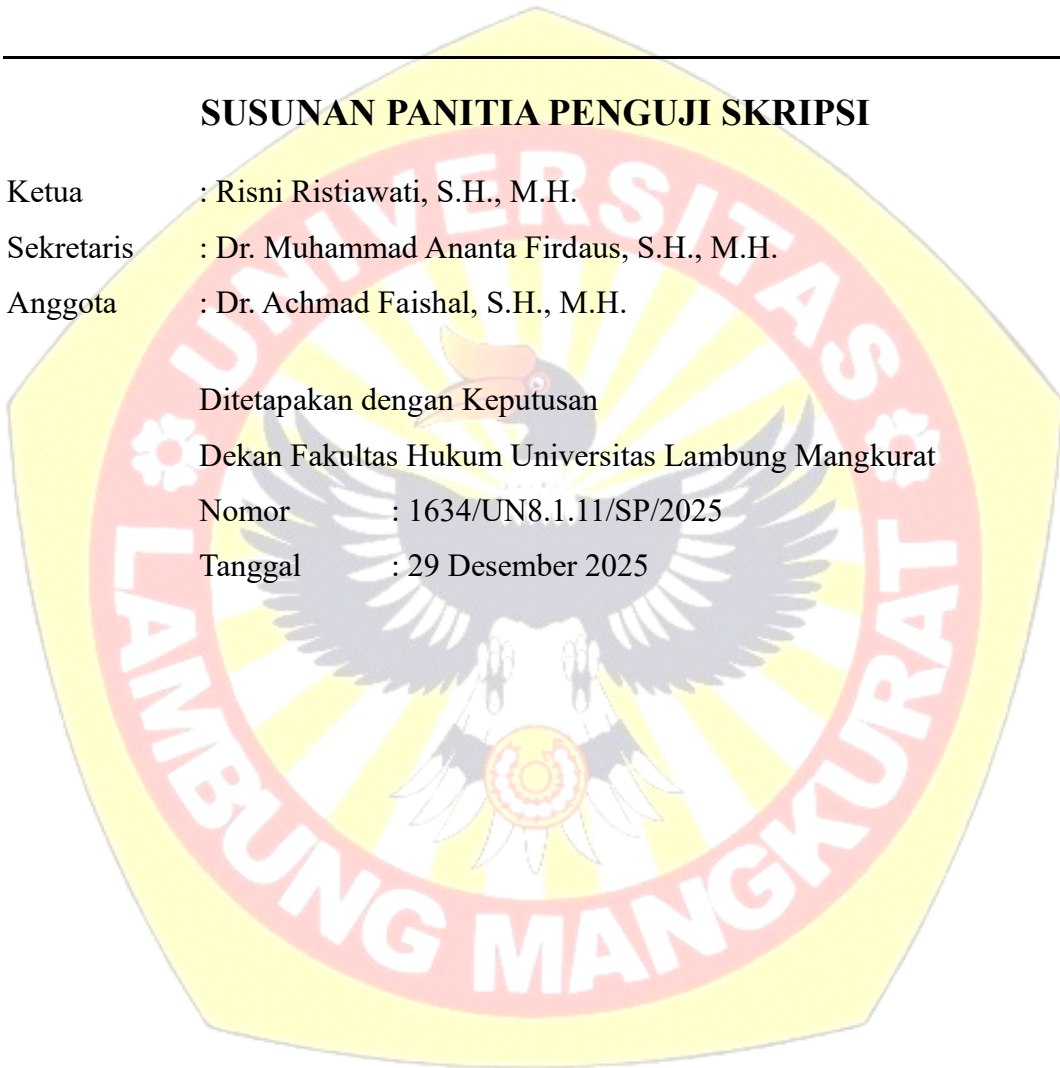 SUSUNAN PANITIA PENGUJI SKRIPSI
Ketua : Risni Ristiawati, S.H., M.H.
Sekretaris : Dr. Muhammad Ananta Firdaus, S.H., M.H.
Anggota : Dr. Achmad Faishal, S.H., M.H.
Ditetapakan dengan Keputusan
Dekan Fakultas Hukum Universitas Lambung Mangkurat
Nomor : 1634/UN8.1.11/SP/2025
Tanggal : 29 Desember 2025
UNIVERSITAS
LAMBUNG MANGKURAT